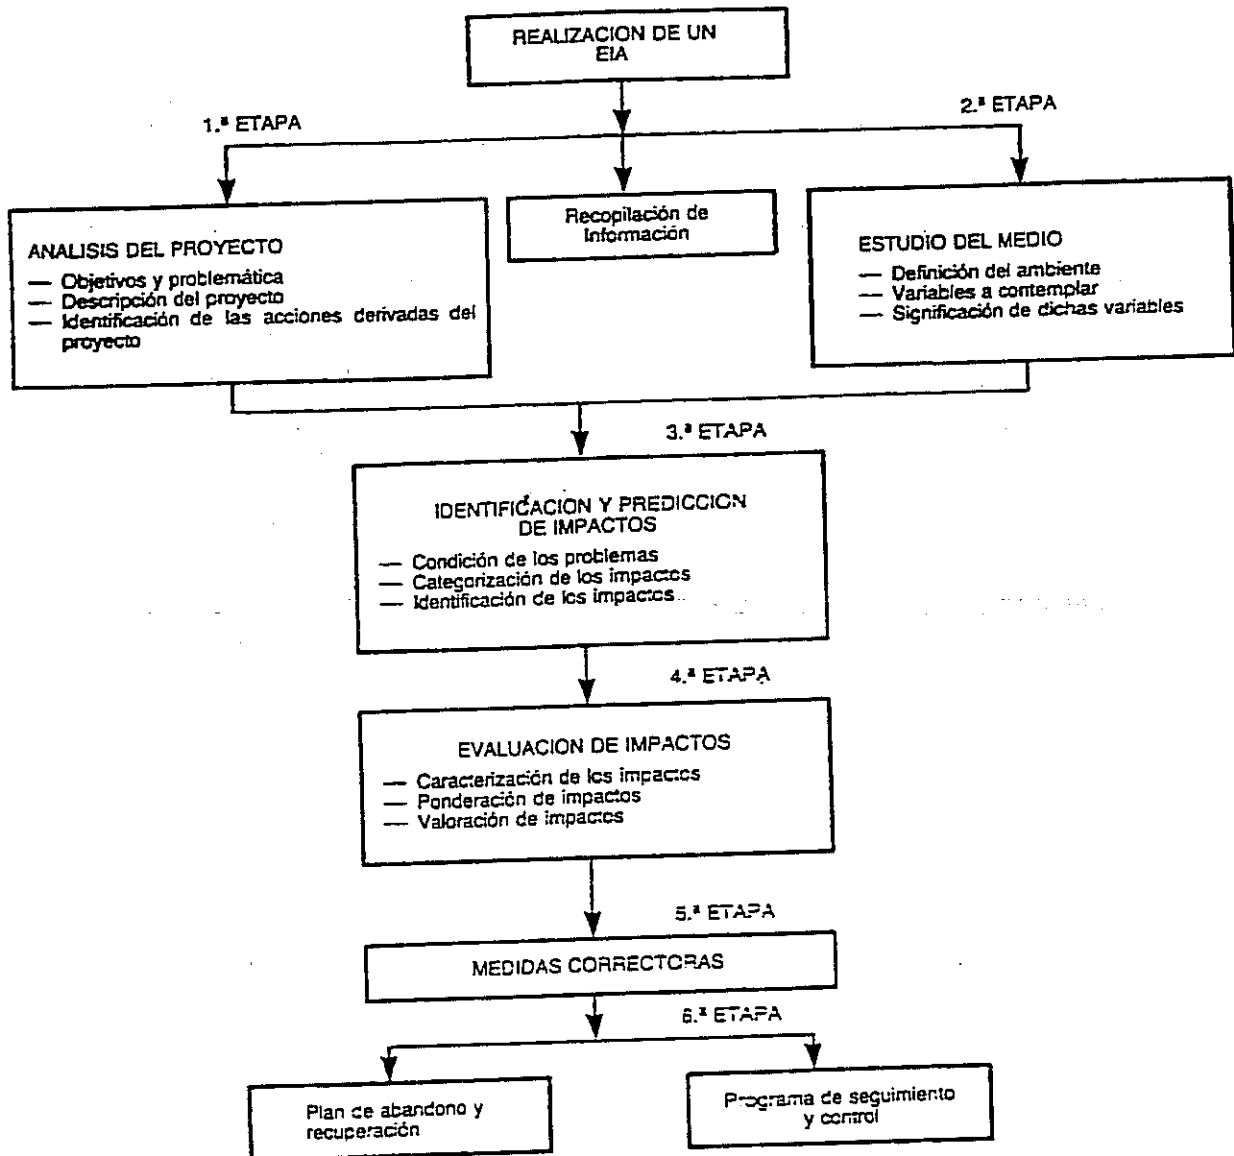 REALIZACION DE UN
EIA
1.ª ETAPA
2.ª ETAPA
ANALISIS DEL PROYECTO
— Objetivos y problemática
— Descripción del proyecto
— Identificación de las acciones derivadas del
proyecto
Recopilación de
Información
ESTUDIO DEL MEDIO
— Definición del ambiente
— Variables a contemplar
— Significación de dichas variables
3.ª ETAPA
IDENTIFICACION Y PREDICCION
DE IMPACTOS
— Condición de los problemas
— Categorización de los impactos
— Identificación de los impactos
4.ª ETAPA
EVALUACION DE IMPACTOS
— Caracterización de los impactos
— Ponderación de impactos
— Valoración de impactos
5.ª ETAPA
MEDIDAS CORRECTORAS
6.ª ETAPA
Plan de abandono y
recuperación
Programa de seguimiento
y control